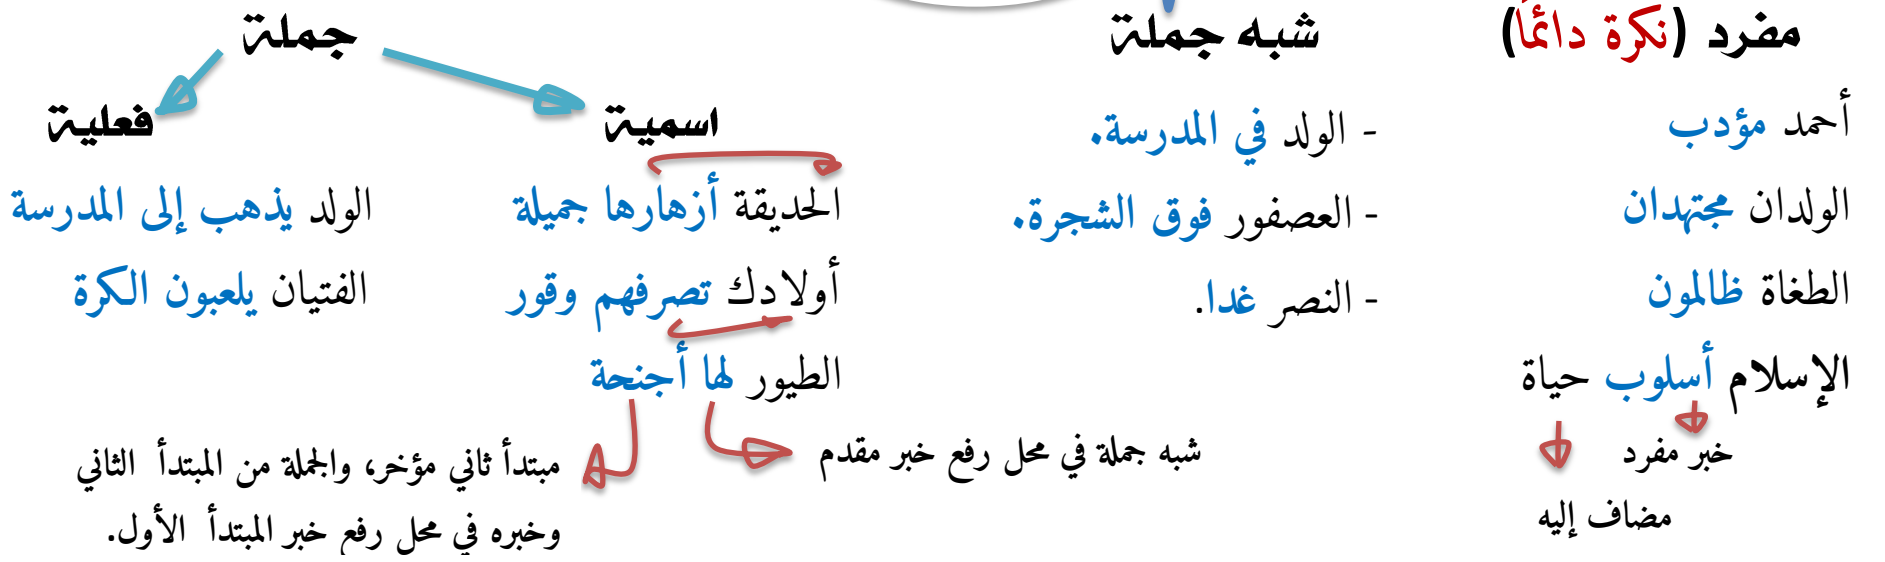 مفرد (نكرة دائمًا)
أحمد مؤدب
الولدان مجتهدان
الطغاة ظالمون
الإسلام أسلوب حياة
خبر مفرد
مضاف إليه
شبه جملة
- الولد في المدرسة.
- العصفور فوق الشجرة.
- النصر غدا.
جملة
اسمية
الحديقة أزهارها جميلة
أولادك تصرفهم وقور
الطيور لها أجنحة
شبه جملة في محل رفع خبر مقدم
مبتدأ ثاني مؤخر، والجملة من المبتدأ الثاني
وخبره في محل رفع خبر المبتدأ الأول.
فعلية
الولد يذهب إلى المدرسة
الفتيان يلعبون الكرة